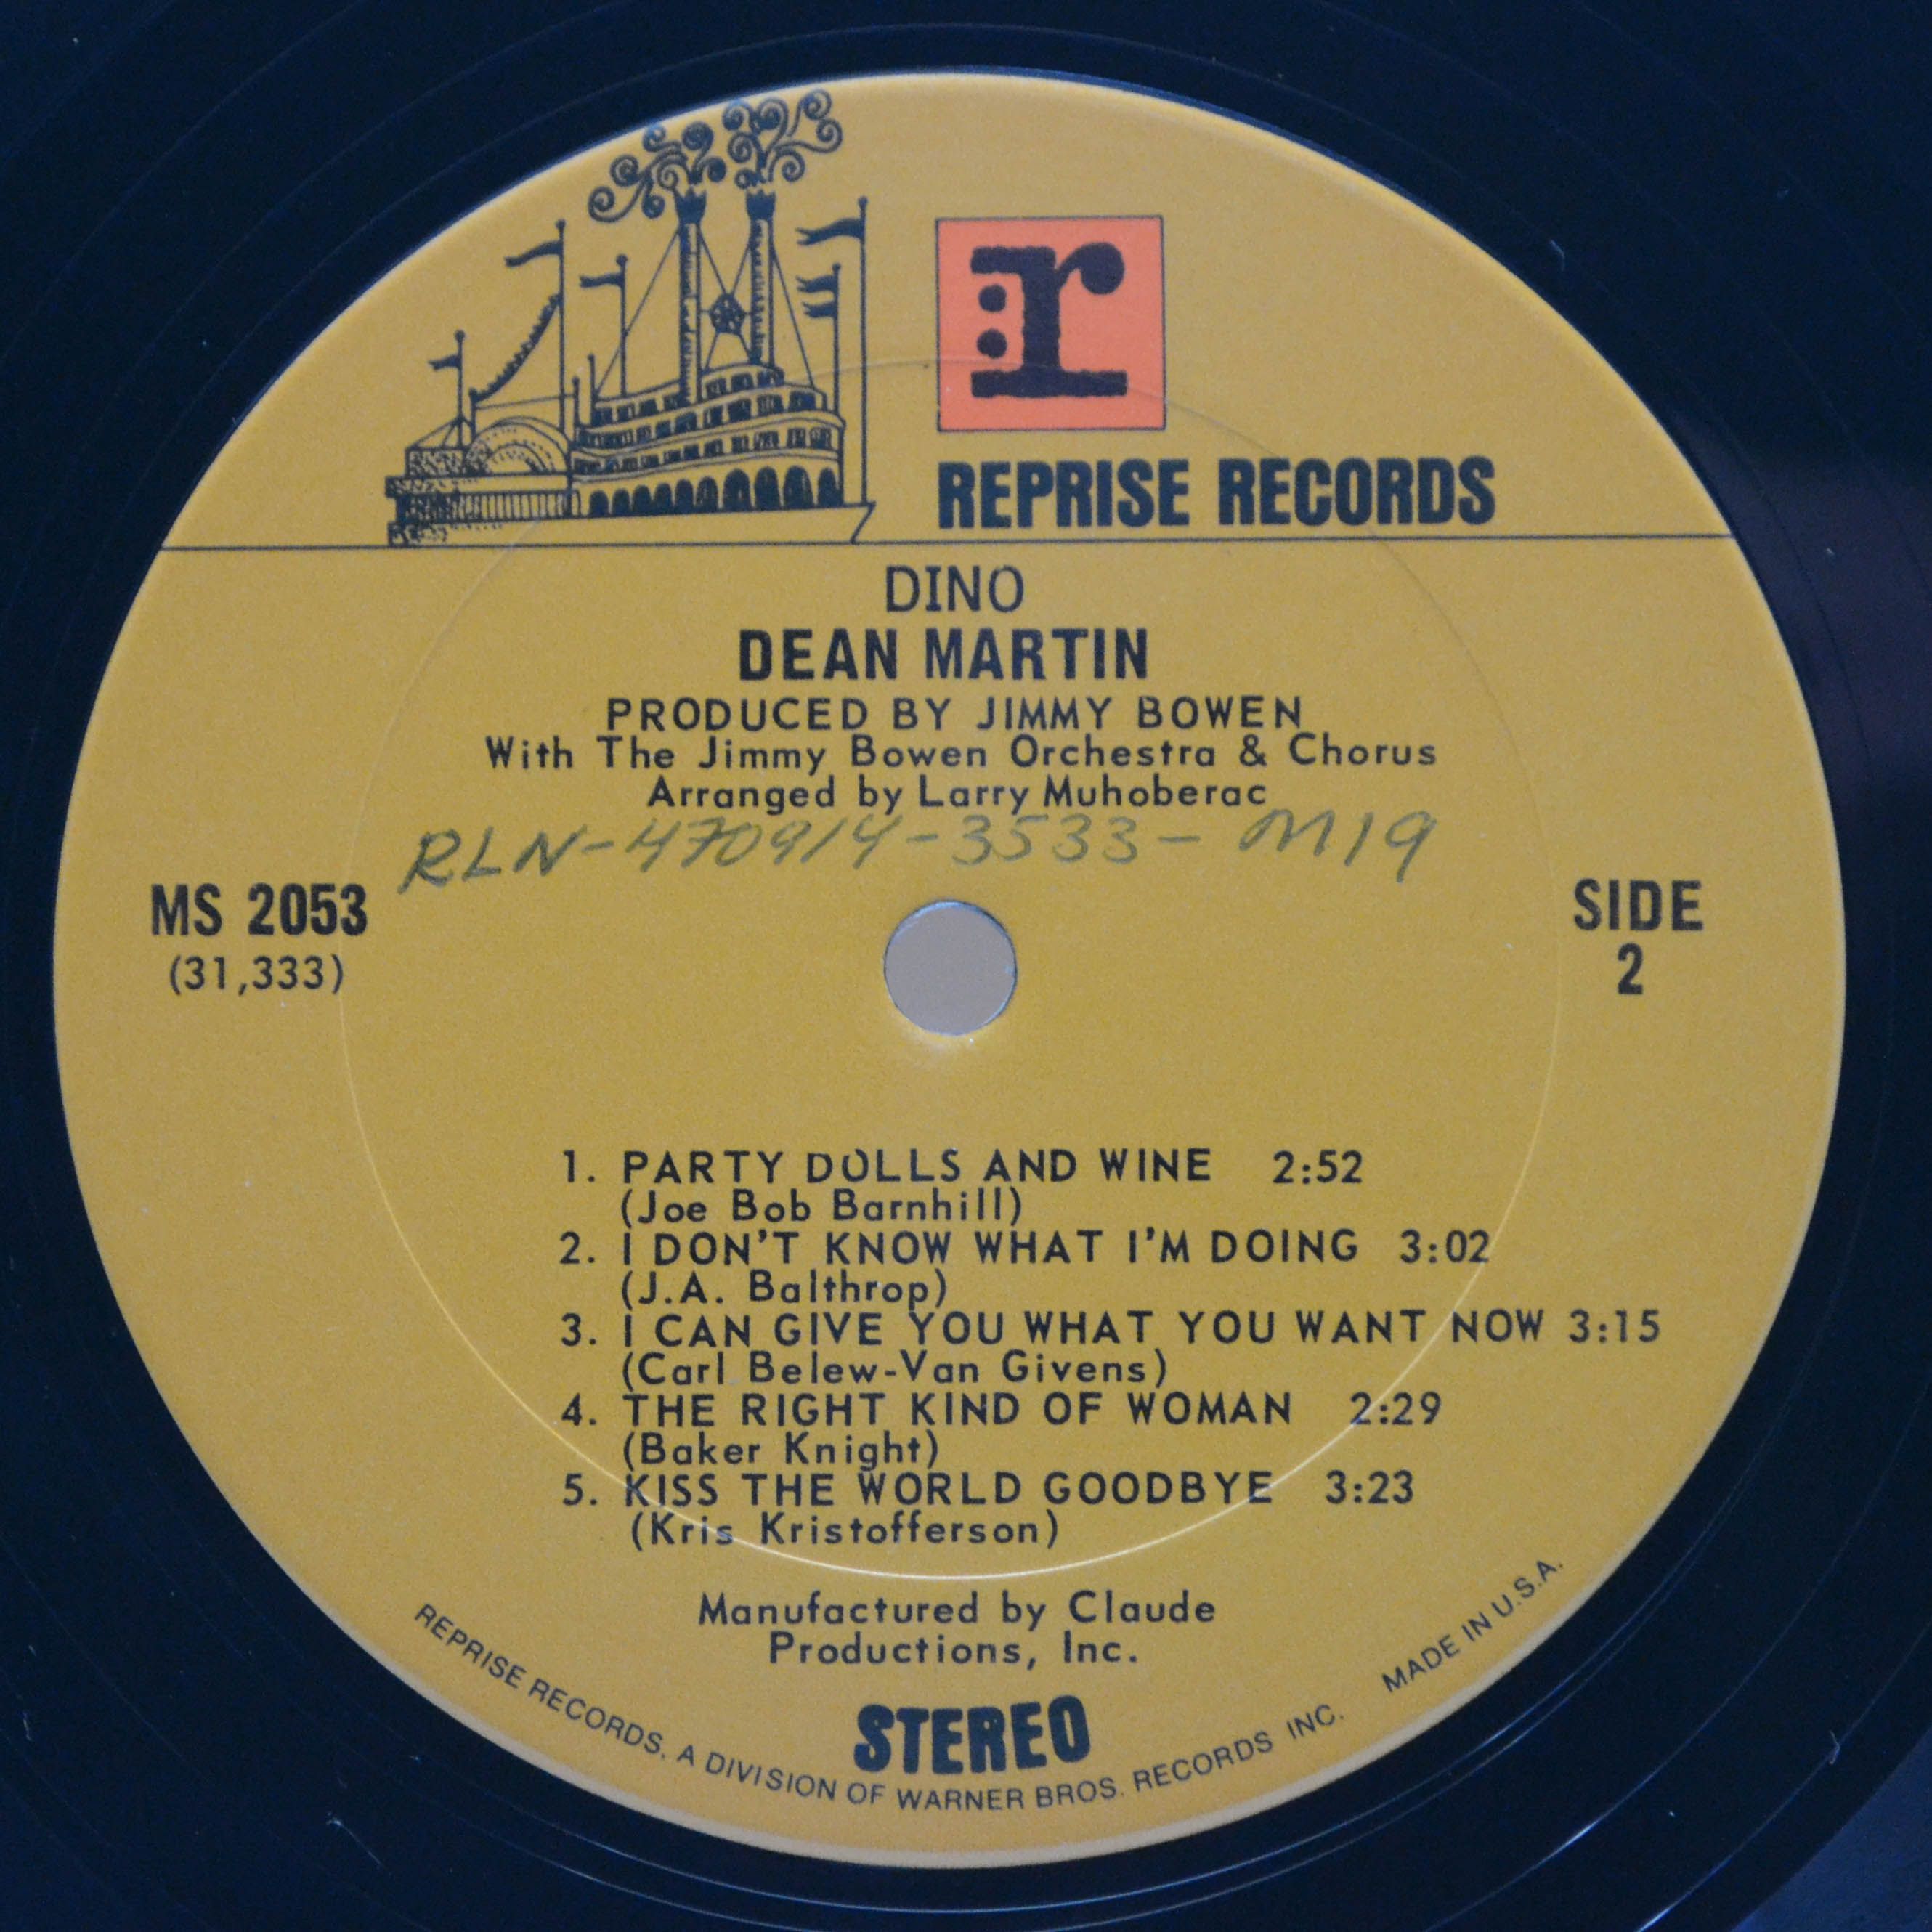 r:
REPRISE RECORDS
DINO
DEAN MARTIN
PRODUCED BY JIMMY BOWEN
With The Jimmy Bowen Orchestra & Chorus
Arranged by Larry Muhoberac
RLN-470914-3533-M19
MS 2053
(31,333)
SIDE
2
1. PARTY DOLLS AND WINE 2:52
(Joe Bob Barnhill)
2. I DON'T KNOW WHAT I'M DOING 3:02
(J.A. Balthrop)
3. I CAN GIVE YOU WHAT YOU WANT NOW 3:15
(Carl Belew-Van Givens)
4. THE RIGHT KIND OF WOMAN 2:29
(Baker Knight)
5. KISS THE WORLD GOODBYE 3:23
(Kris Kristofferson)
Manufactured by Claude
Productions, Inc.
STEREO
REPRISE RECORDS, A DIVISION OF WARNER BROS. RECORDS INC. MADE IN U.S.A.